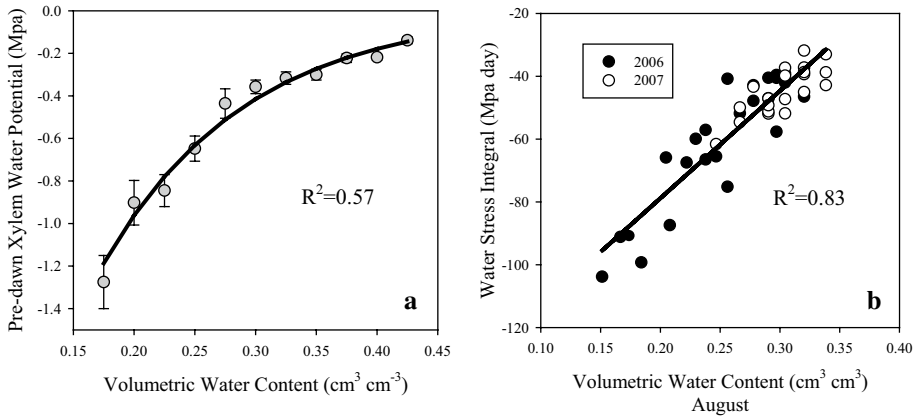 Pre-dawn Xylem Water Potential (Mpa)
0.0
-0.2
-0.4
-0.6
-0.8
-1.0
-1.2
-1.4
R²=0.57
a
0.15 0.20 0.25 0.30 0.35 0.40 0.45
Volumetric Water Content (cm³ cm⁻³)
Water Stress Integral (Mpa day)
-20
-40
-60
-80
-100
-120
2006
2007
R²=0.83
b
0.10 0.15 0.20 0.25 0.30 0.35 0.40
Volumetric Water Content (cm³ cm³)
August